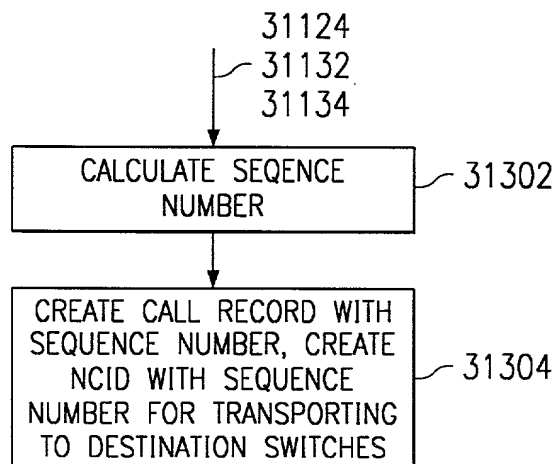 31124
31132
31134
CALCULATE SEQENCE
NUMBER
31302
CREATE CALL RECORD WITH
SEQUENCE NUMBER, CREATE
NCID WITH SEQUENCE
NUMBER FOR TRANSPORTING
TO DESTINATION SWITCHES
31304